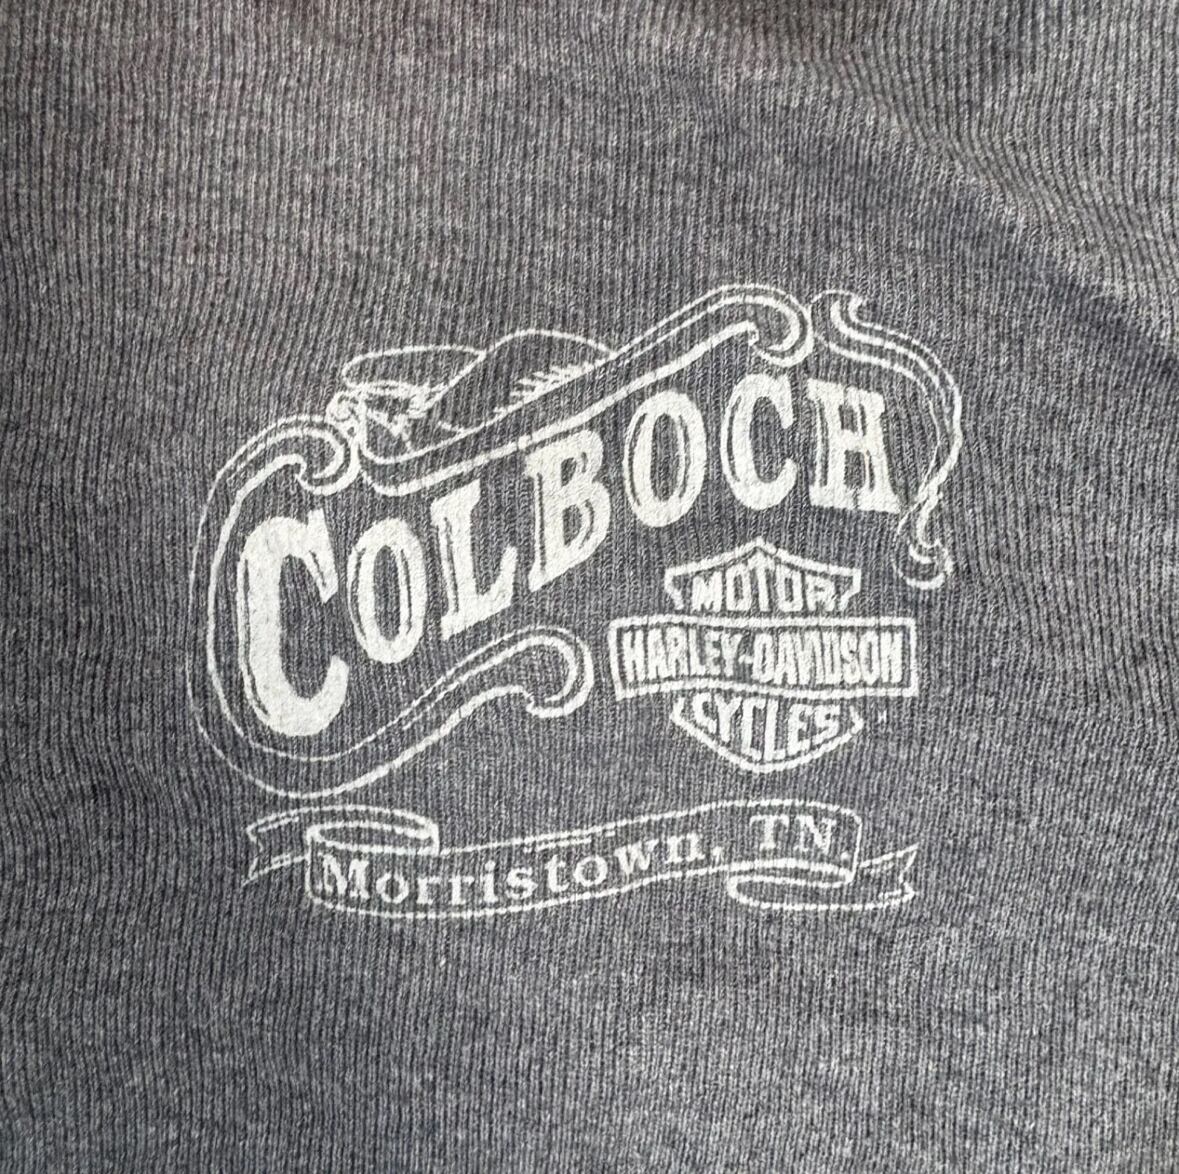 COLBOCH
MOTOR
HARLEY-DAVIDSON
CYCLES
Morristown, TN.